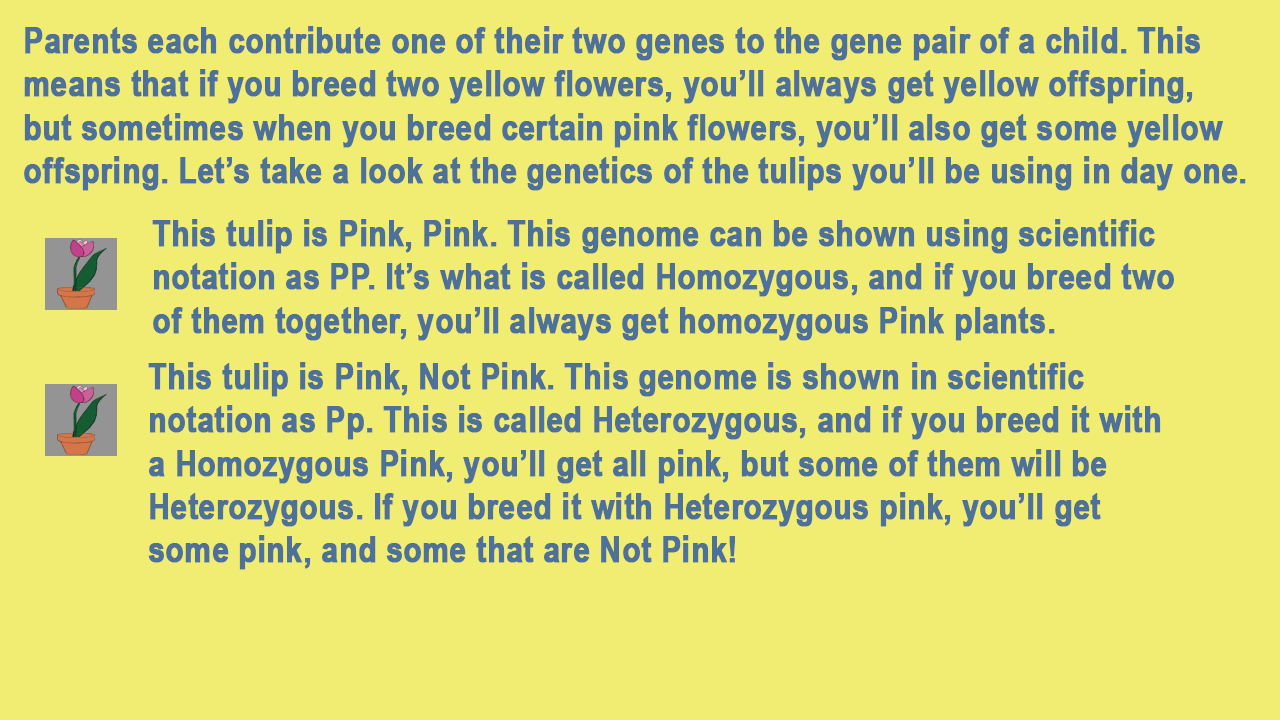 Parents each contribute one of their two genes to the gene pair of a child. This
means that if you breed two yellow flowers, you’ll always get yellow offspring,
but sometimes when you breed certain pink flowers, you’ll also get some yellow
offspring. Let’s take a look at the genetics of the tulips you’ll be using in day one.
This tulip is Pink, Pink. This genome can be shown using scientific
notation as PP. It’s what is called Homozygous, and if you breed two
of them together, you’ll always get homozygous Pink plants.
This tulip is Pink, Not Pink. This genome is shown in scientific
notation as Pp. This is called Heterozygous, and if you breed it with
a Homozygous Pink, you’ll get all pink, but some of them will be
Heterozygous. If you breed it with Heterozygous pink, you’ll get
some pink, and some that are Not Pink!